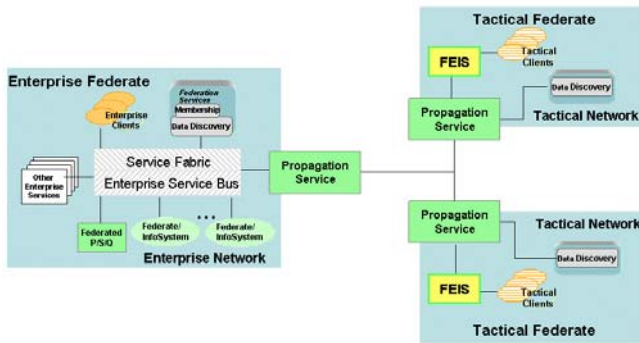 Enterprise Federate
Enterprise
Clients
Federation
Services
Membership
Data Discovery
Service Fabric
Enterprise Service Bus
Other
Enterprise
Services
Federated
P/S/Q
Federate/
InfoSystem
...
Federate/
InfoSystem
Enterprise Network
Propagation
Service
Tactical Federate
FEIS
Tactical
Clients
Propagation
Service
Data Discovery
Tactical Network
Propagation
Service
Tactical Network
Data Discovery
FEIS
Tactical
Clients
Tactical Federate